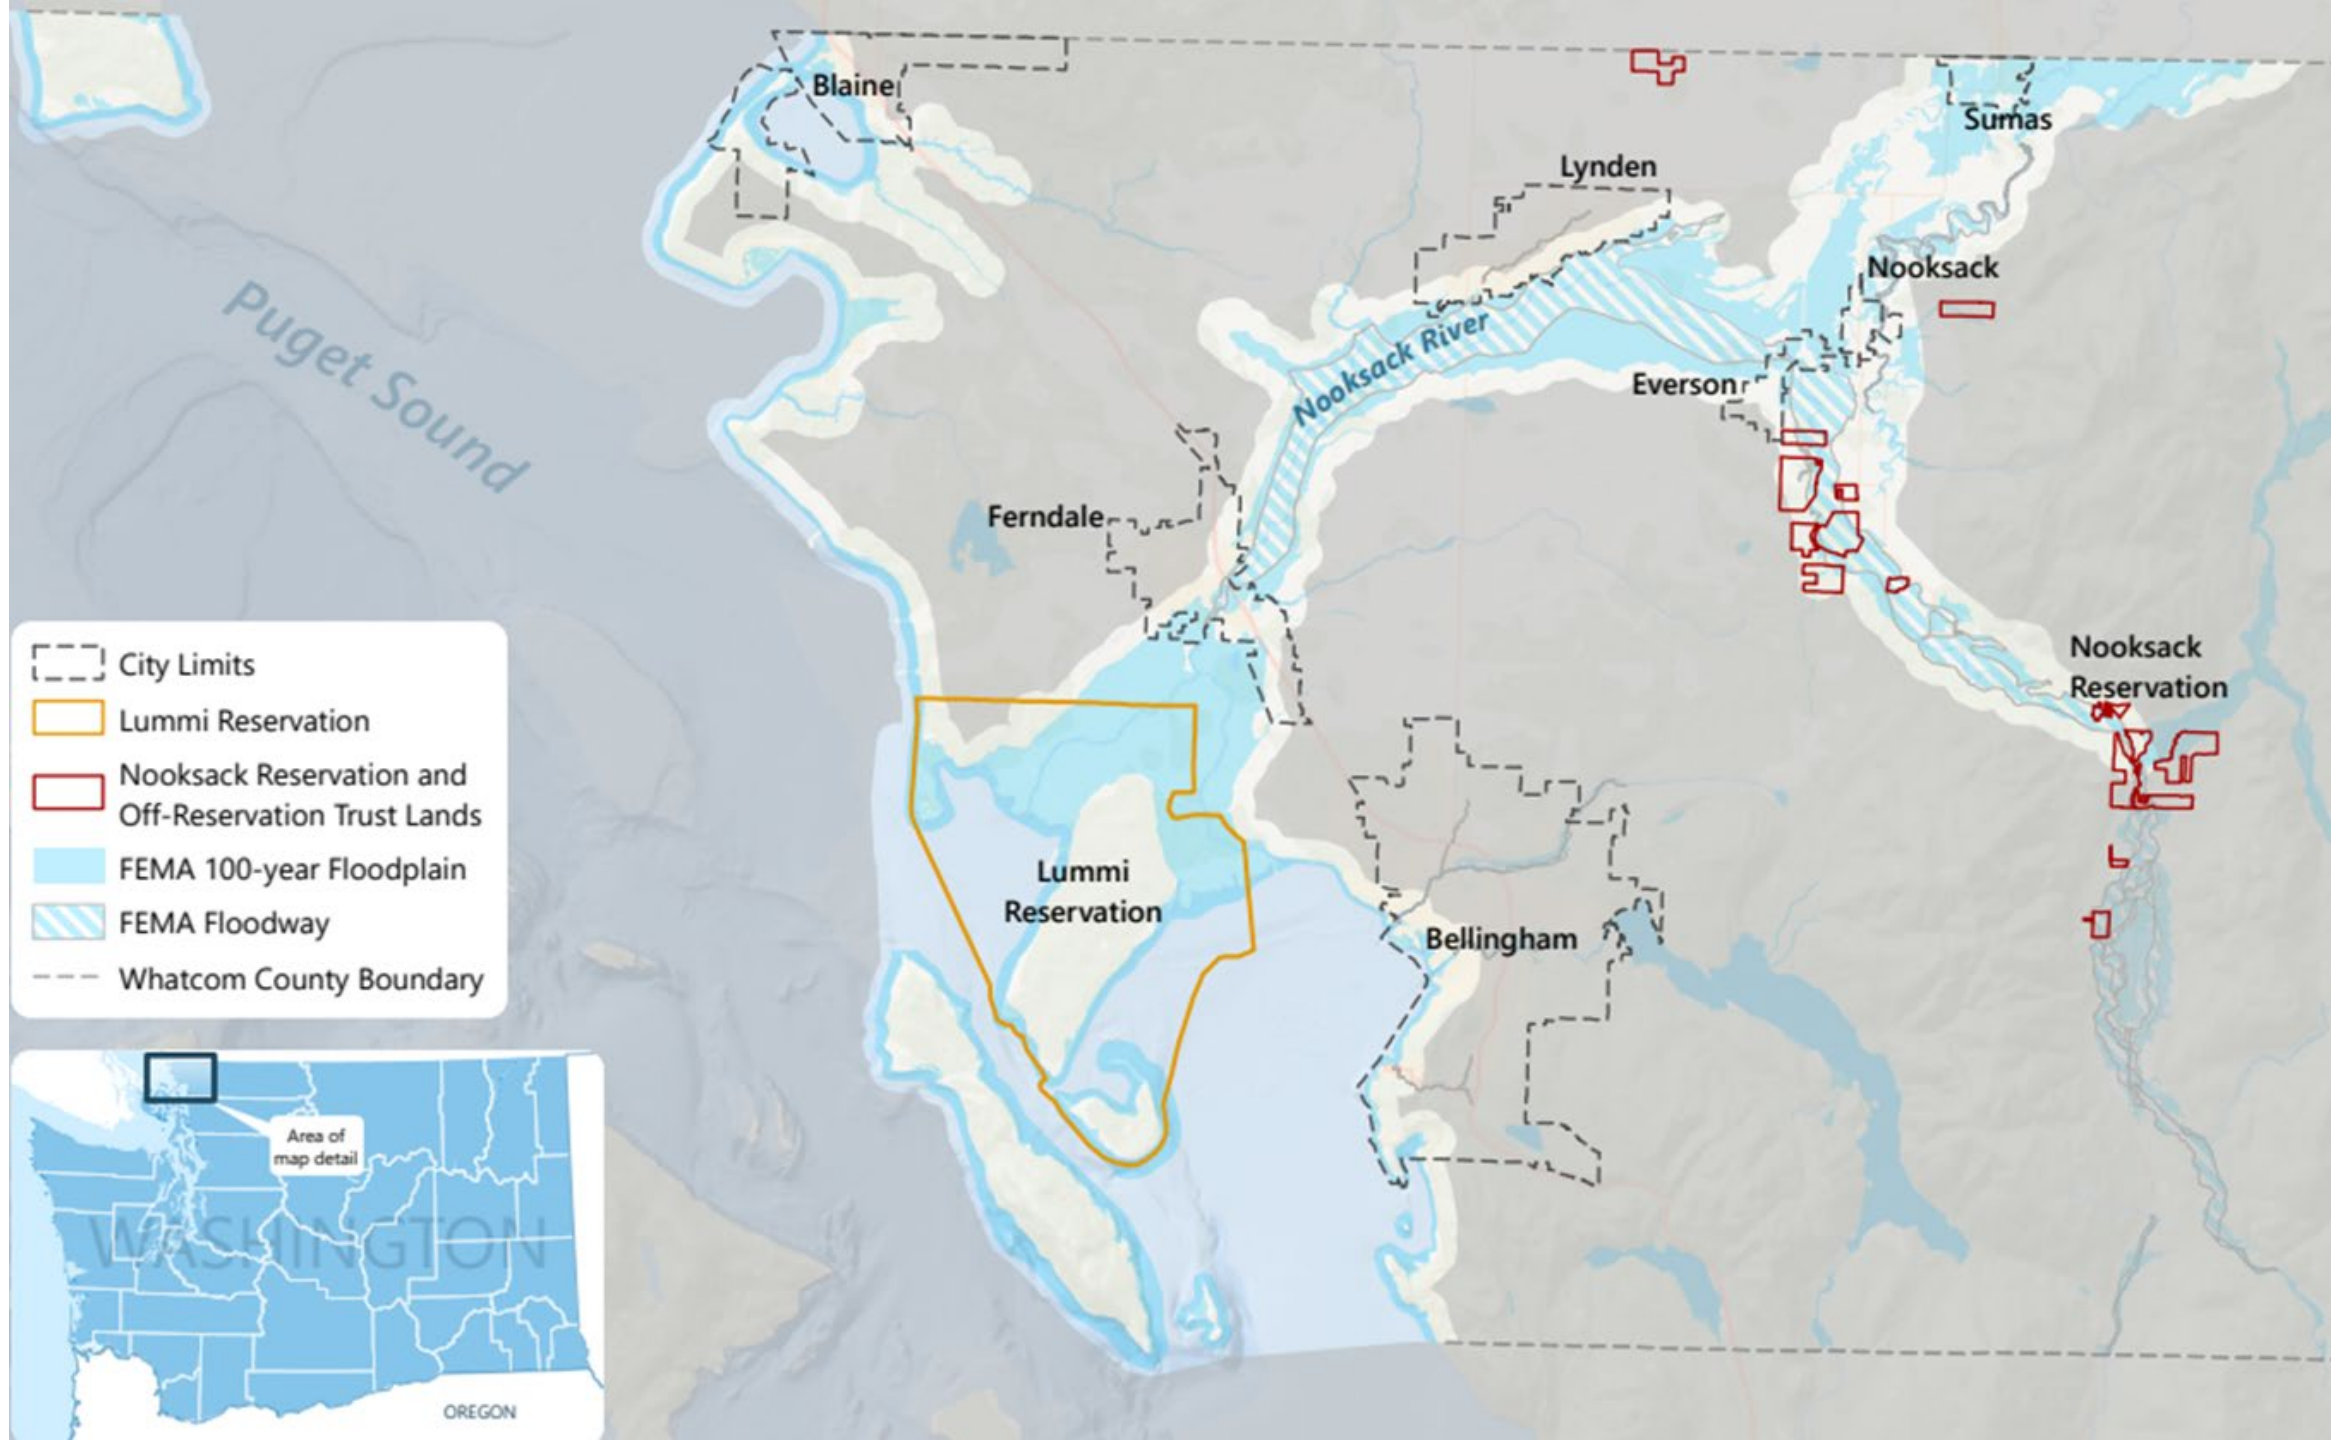 Blaine
Sumas
Lynden
Nooksack
Puget Sound
Nooksack River
Everson
Ferndale
Nooksack
Reservation
City Limits
Lummi Reservation
Nooksack Reservation and
Off-Reservation Trust Lands
FEMA 100-year Floodplain
FEMA Floodway
Whatcom County Boundary
Lummi
Reservation
Bellingham
Area of
map detail
WASHINGTON
OREGON